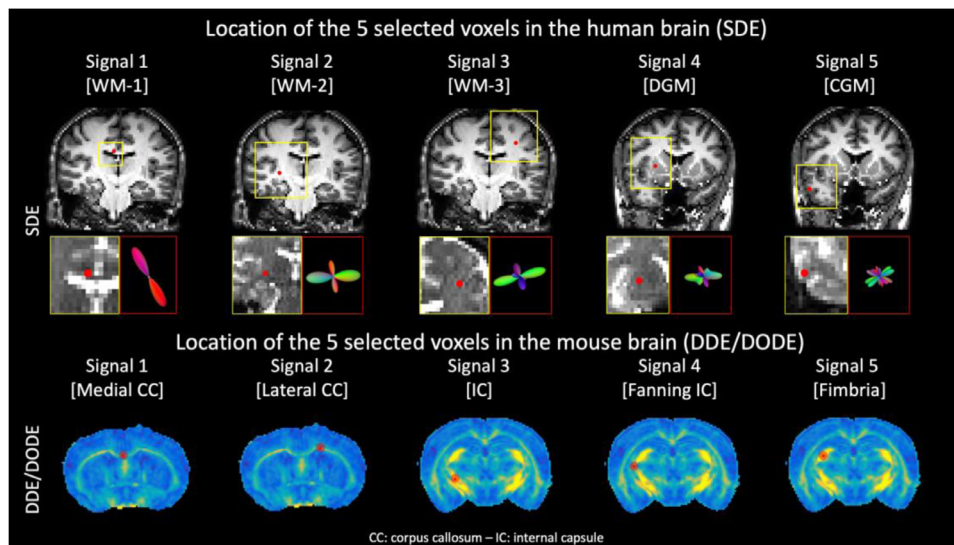 Location of the 5 selected voxels in the human brain (SDE)
Signal 1 Signal 2 Signal 3 Signal 4 Signal 5
[WM-1] [WM-2] [WM-3] [DGM] [CGM]
SDE
Location of the 5 selected voxels in the mouse brain (DDE/DODE)
Signal 1 Signal 2 Signal 3 Signal 4 Signal 5
[Medial CC] [Lateral CC] [IC] [Fanning IC] [Fimbria]
DDE/DODE
CC: corpus callosum – IC: internal capsule